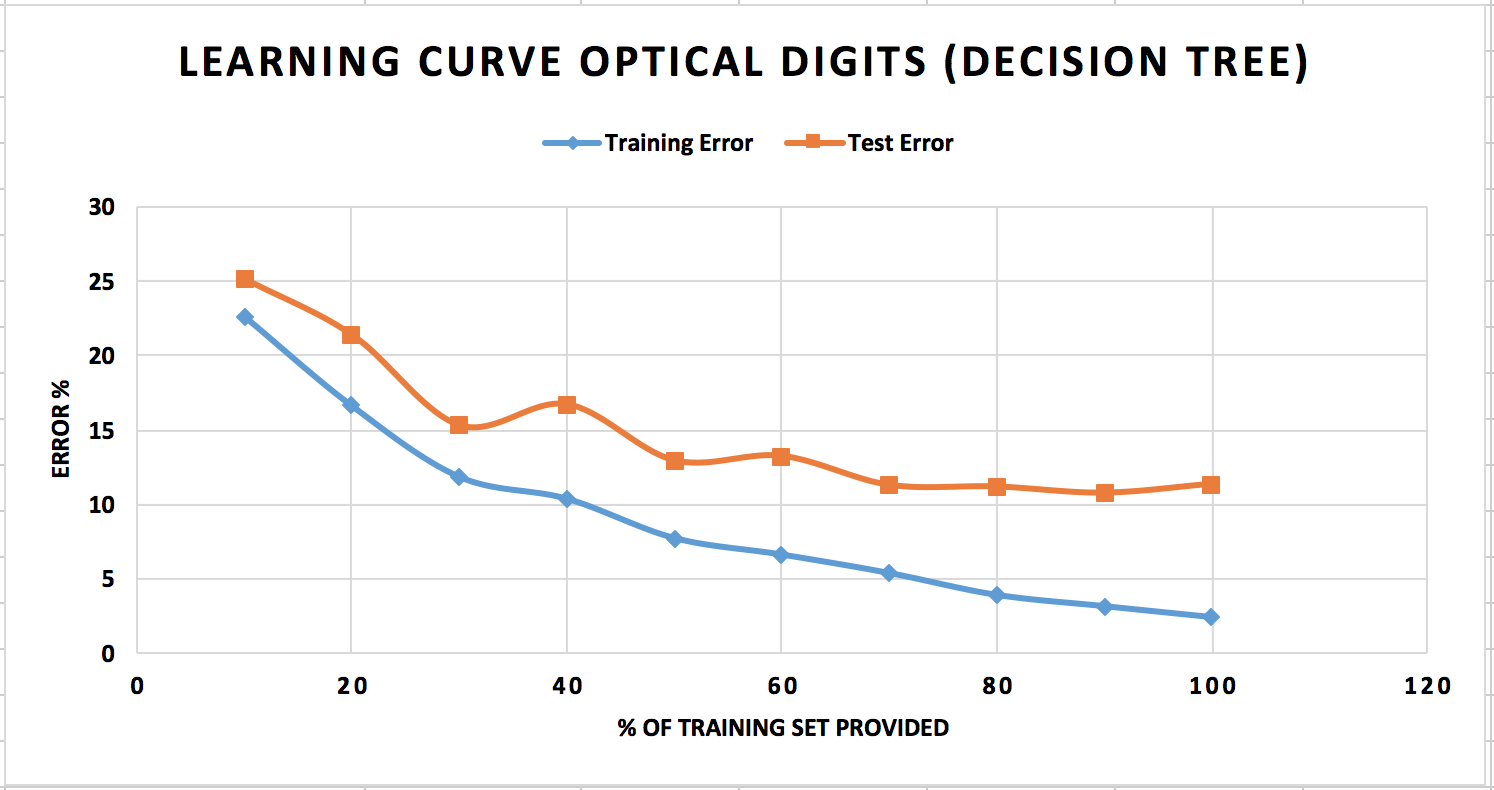 LEARNING CURVE OPTICAL DIGITS (DECISION TREE)
Training Error Test Error
30
25
20
15
10
5
0
ERROR %
0 20 40 60 80 100 120
% OF TRAINING SET PROVIDED